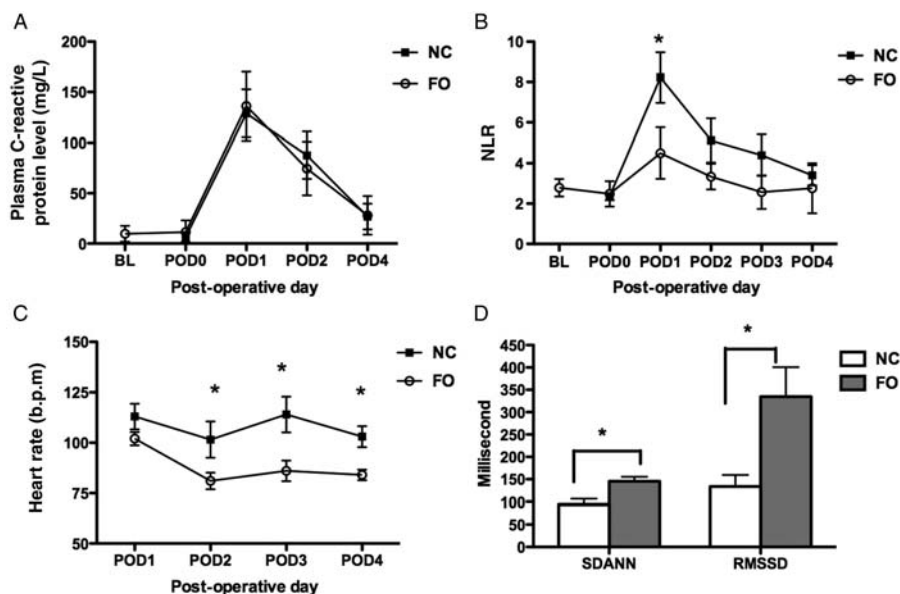 A
Plasma C-reactive
protein level (mg/L)
200
150
100
50
0
BL POD0 POD1 POD2 POD4
Post-operative day
NC
FO
B
NLR
10
8
6
4
2
0
*
BL POD0 POD1 POD2 POD3 POD4
Post-operative day
NC
FO
C
Heart rate (b.p.m)
150
125
100
75
50
* * *
POD1 POD2 POD3 POD4
Post-operative day
NC
FO
D
Millisecond
450
400
350
300
250
200
150
100
50
0
* *
SDANN RMSSD
NC
FO